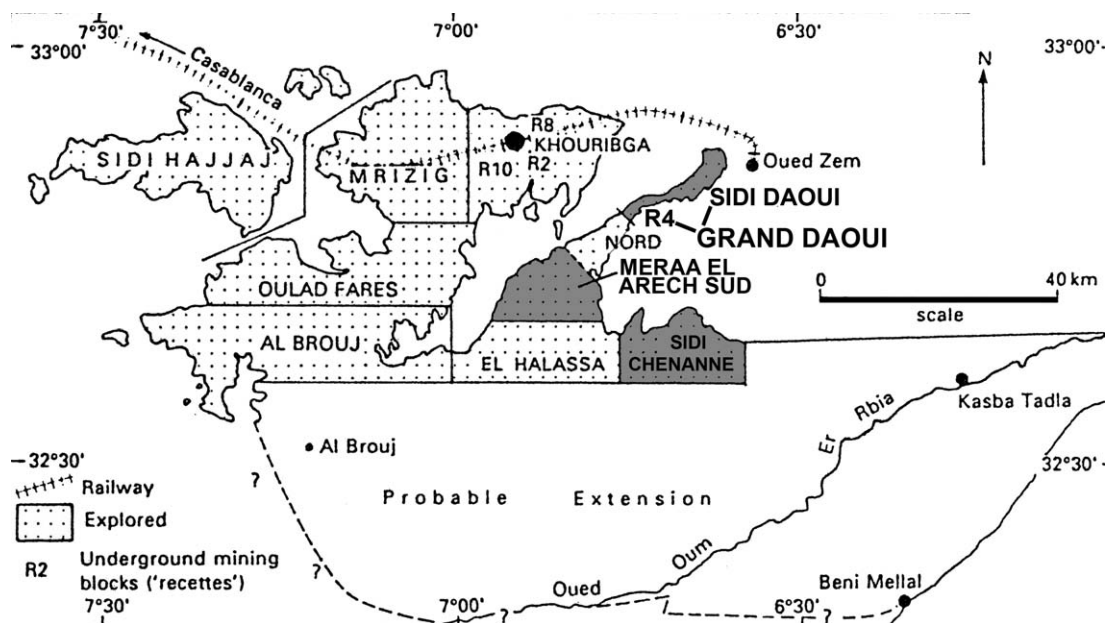 7°30'
7°00'
6°30'
33°00'
33°00'
Casablanca
N
R8
KHOURIBGA
SIDI HAJJAJ
MRIZIG
R10
R2
Oued Zem
SIDI DAOUI
R4
GRAND DAOUI
NORD
MERAA EL
ARECH SUD
OULAD FARES
0
40 km
scale
AL BROUJ
EL HALASSA
SIDI
CHENANNE
Kasba Tadla
Er Rbia
Al Brouj
32°30'
32°30'
?
Railway
Probable Extension
Explored
R2
Underground mining
blocks ('recettes')
?
Oum
Oued
Beni Mellal
7°30'
7°00'
?
6°30'
?